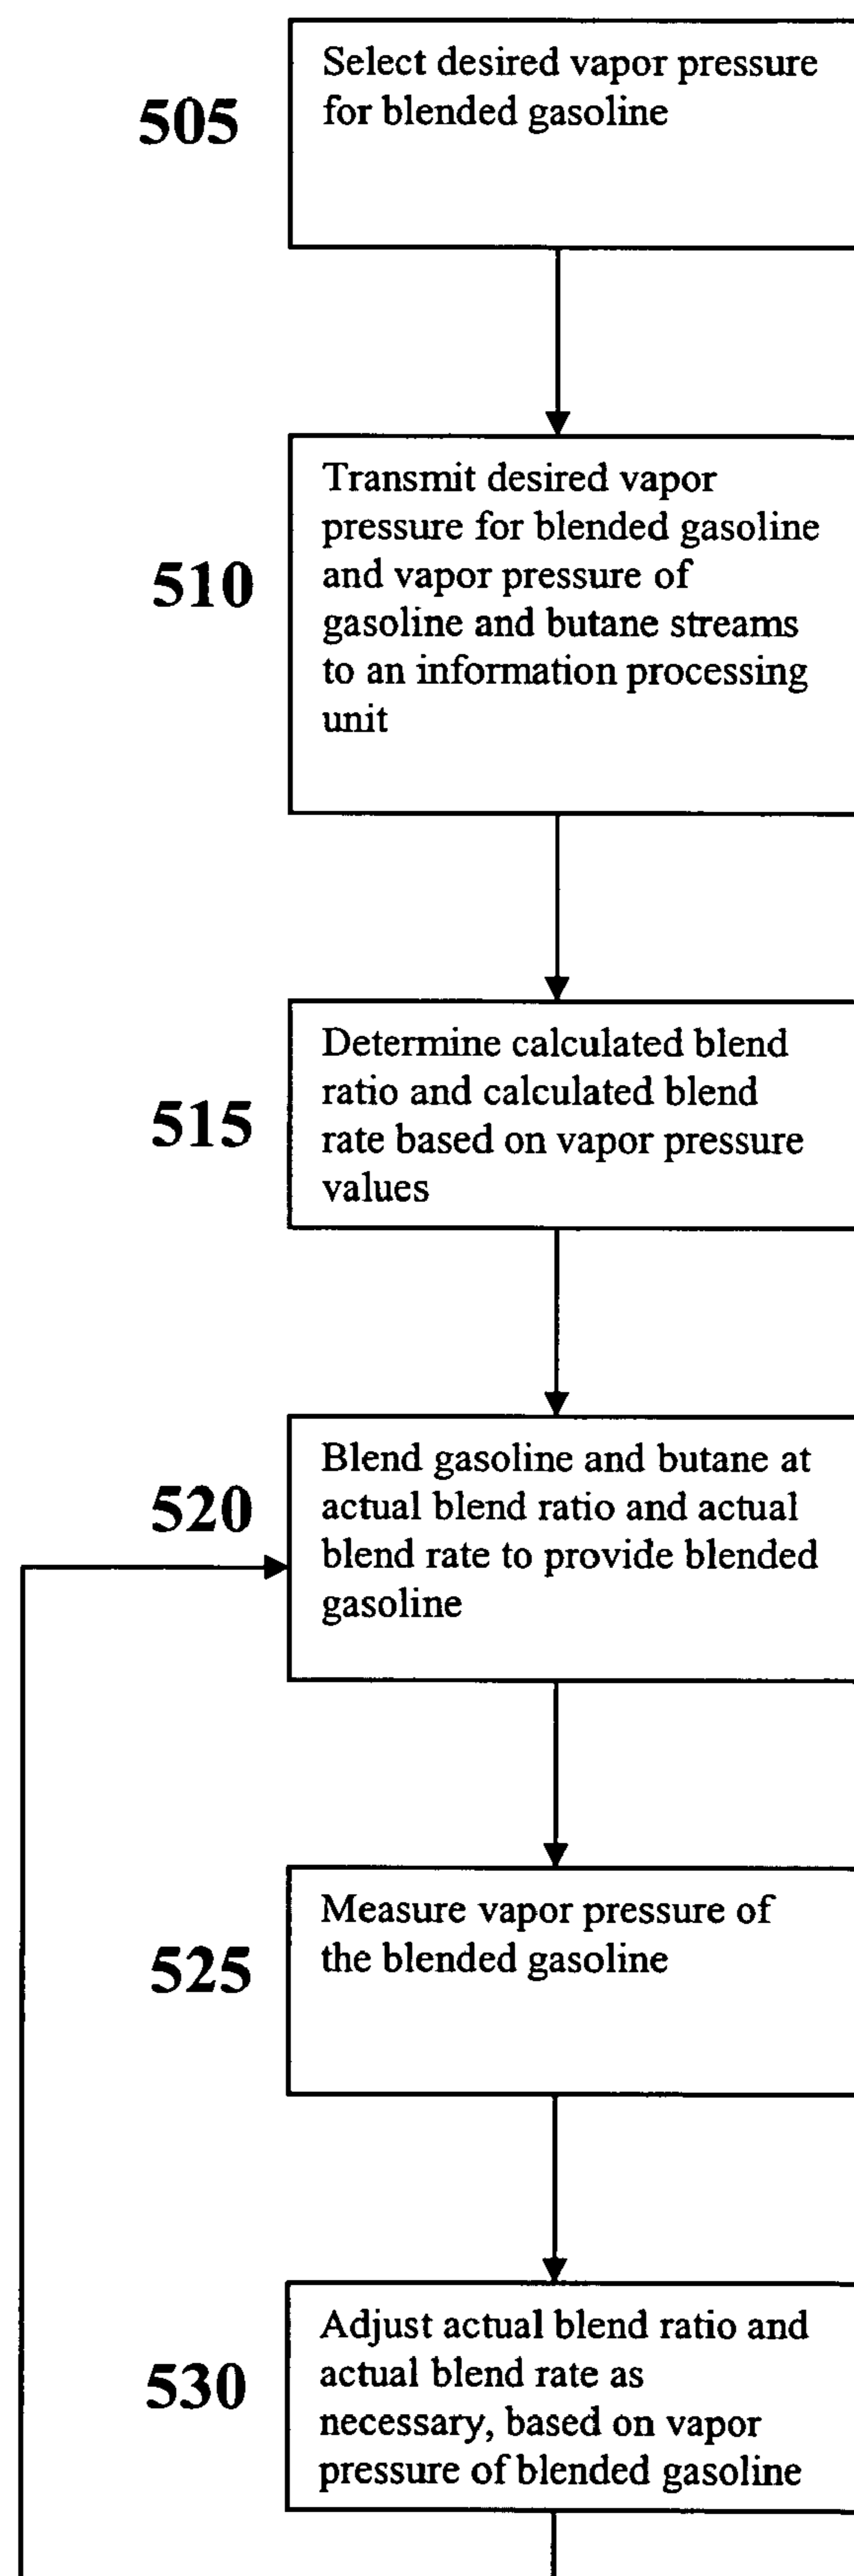 505
Select desired vapor pressure
for blended gasoline
510
Transmit desired vapor
pressure for blended gasoline
and vapor pressure of
gasoline and butane streams
to an information processing
unit
515
Determine calculated blend
ratio and calculated blend
rate based on vapor pressure
values
520
Blend gasoline and butane at
actual blend ratio and actual
blend rate to provide blended
gasoline
525
Measure vapor pressure of
the blended gasoline
530
Adjust actual blend ratio and
actual blend rate as
necessary, based on vapor
pressure of blended gasoline